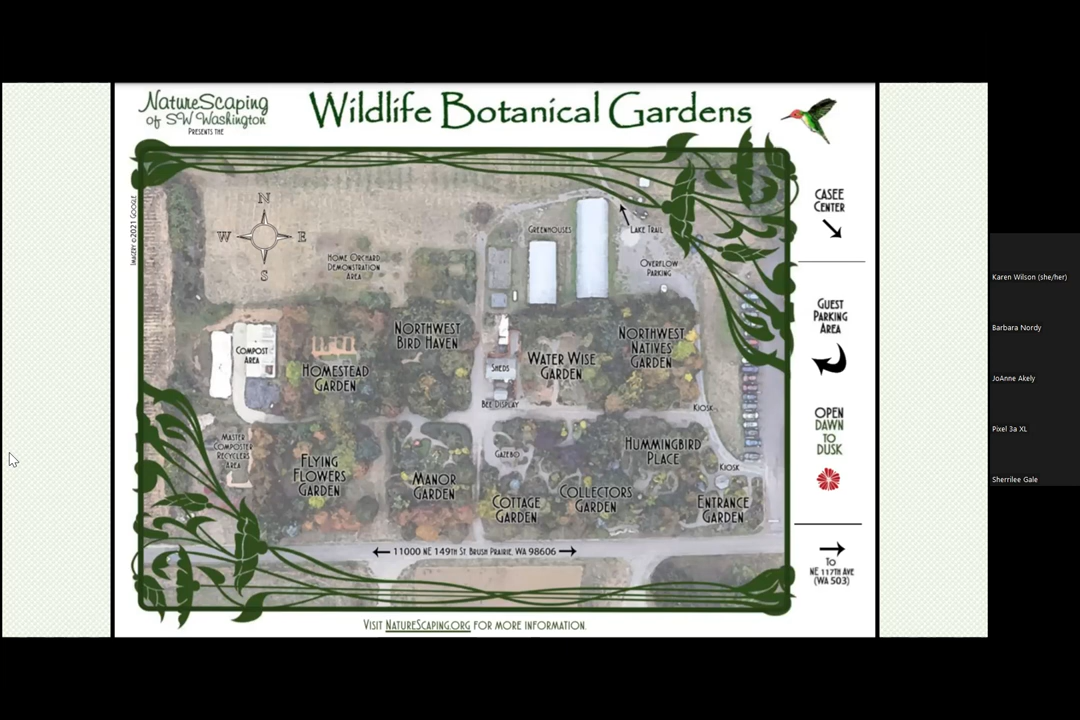 NatureScaping
of SW Washington
Presents the
Wildlife Botanical Gardens
Imagery ©2021 Google
N
W
E
S
Home Orchard
Demonstration
Area
Greenhouses
Lake Trail
Overflow
Parking
Casee
Center
Guest
Parking
Area
Open
Dawn
to
Dusk
To
NE 117th Ave
(WA 503)
Compost
Area
Homestead
Garden
Northwest
Bird Haven
Sheds
Bee Display
Water Wise
Garden
Northwest
Natives
Garden
Kiosk
Master
Composter
Recyclers
Area
Flying
Flowers
Garden
Manor
Garden
Gazebo
Cottage
Garden
Collectors
Garden
Hummingbird
Place
Kiosk
Entrance
Garden
11000 NE 149th St. Brush Prairie, WA 98606
Visit NatureScaping.org for more information.
Karen Wilson (she/her)
Barbara Nordy
JoAnne Akely
Pixel 3a XL
Sherrilee Gale